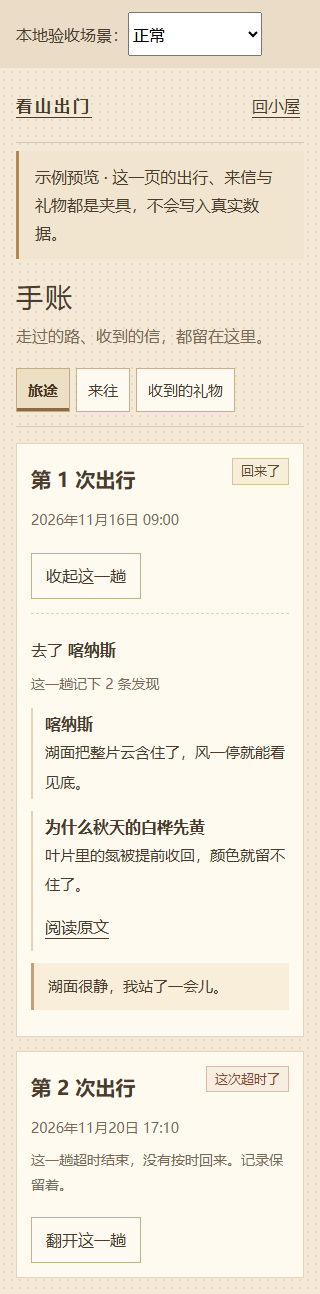 本地验收场景： 正常
看山出门 回小屋
示例预览 · 这一页的出行、来信与
礼物都是夹具，不会写入真实数
据。
手账
走过的路、收到的信，都留在这里。
旅途 来往 收到的礼物
第 1 次出行 回来了
2026年11月16日 09:00
收起这一趟
去了 喀纳斯
这一趟记下 2 条发现
喀纳斯
湖面把整片云含住了，风一停就能看
见底。
为什么秋天的白桦先黄
叶片里的氮被提前收回，颜色就留不
住了。
阅读原文
湖面很静，我站了一会儿。
第 2 次出行 这次超时了
2026年11月20日 17:10
这一趟超时结束，没有按时回来。记录保
留着。
翻开这一趟